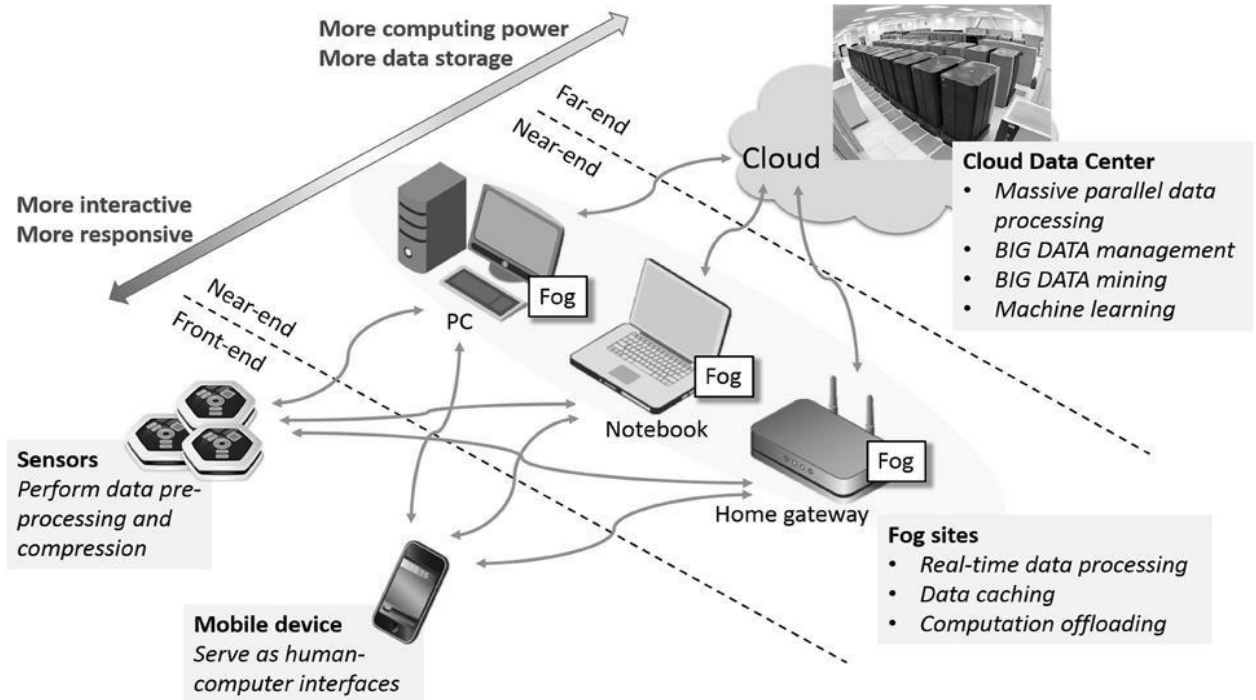 More computing power
More data storage
Far-end
Near-end
Cloud
Cloud Data Center
• Massive parallel data
processing
• BIG DATA management
• BIG DATA mining
• Machine learning
More interactive
More responsive
Near-end
Front-end
Fog
PC
Fog
Notebook
Fog
Home gateway
Sensors
Perform data pre-
processing and
compression
Fog sites
• Real-time data processing
• Data caching
• Computation offloading
Mobile device
Serve as human-
computer interfaces